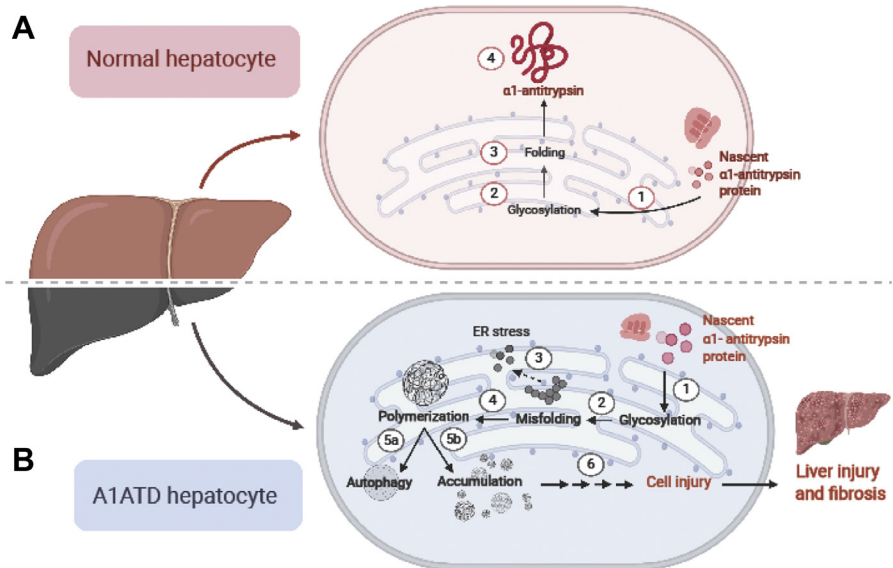 A
Normal hepatocyte
4
α1-antitrypsin
3
Folding
2
Glycosylation
1
Nascent
α1-antitrypsin
protein
B
A1ATD hepatocyte
ER stress
3
Nascent
α1- antitrypsin
protein
1
4
2
Polymerization
Misfolding
Glycosylation
5a
5b
6
Autophagy
Accumulation
Cell injury
Liver injury
and fibrosis